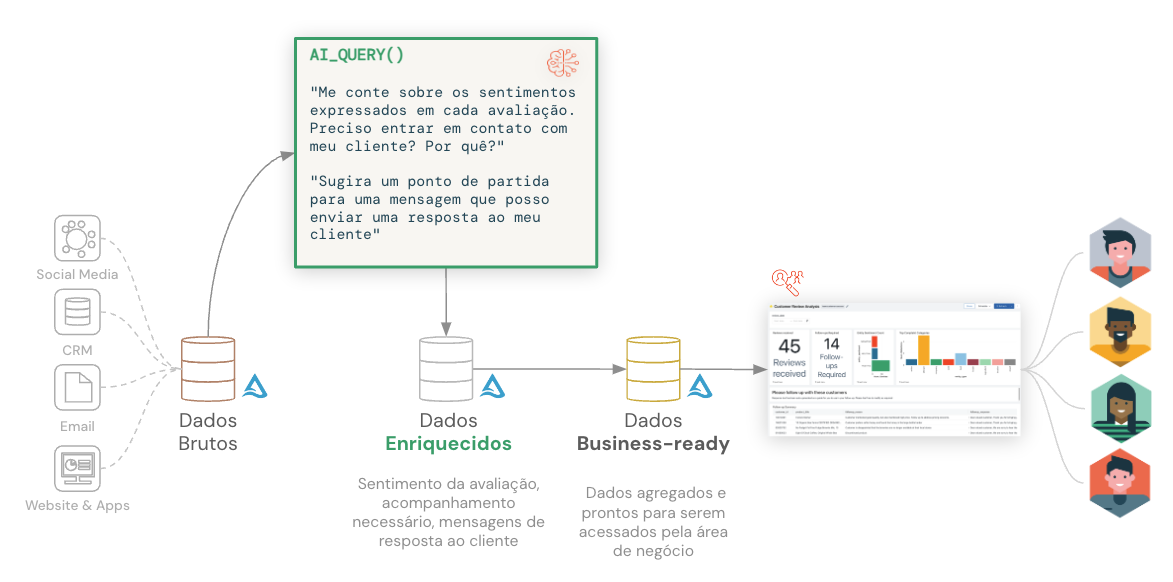 AI_QUERY()
"Me conte sobre os sentimentos
expressados em cada avaliação.
Preciso entrar em contato com
meu cliente? Por quê?"
"Sugira um ponto de partida
para uma mensagem que posso
enviar uma resposta ao meu
cliente"
Social Media
CRM
Email
Website & Apps
Dados
Brutos
Dados
Enriquecidos
Sentimento da avaliação,
acompanhamento
necessário, mensagens de
resposta ao cliente
Dados
Business-ready
Dados agregados e
prontos para serem
acessados pela área
de negócio
Customer Review Analysis
45
Reviews
received
14
Follow-
ups
Required
Please follow up with these customers